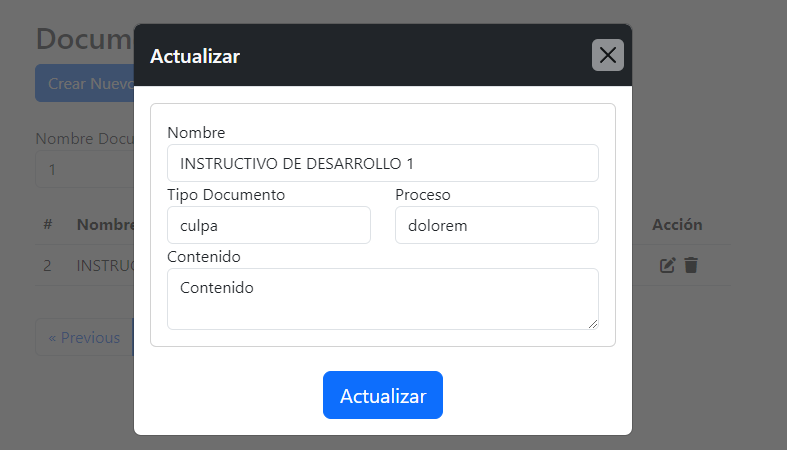 Docum
Actualizar
Crear Nuevo
Nombre
Nombre Docu
INSTRUCTIVO DE DESARROLLO 1
1
Tipo Documento Proceso
culpa dolorem
# Nombre Acción
Contenido
2 INSTRUC
Contenido
« Previous
Actualizar